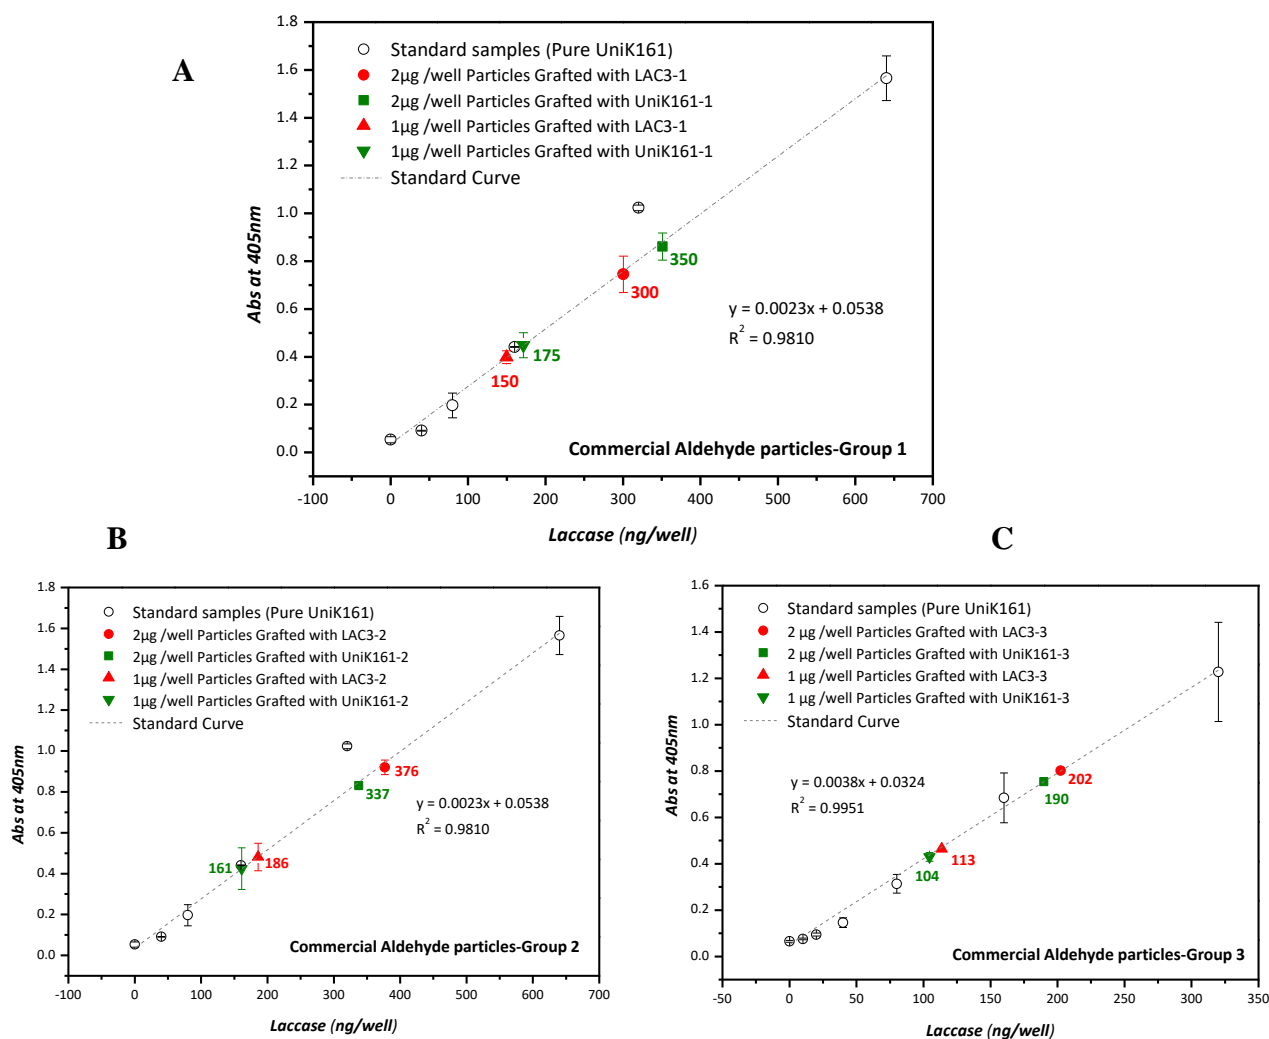 A
Abs at 405nm
1.8
1.6
1.4
1.2
1.0
0.8
0.6
0.4
0.2
0.0
Standard samples (Pure UniK161)
2µg /well Particles Grafted with LAC3-1
2µg /well Particles Grafted with UniK161-1
1µg /well Particles Grafted with LAC3-1
1µg /well Particles Grafted with UniK161-1
Standard Curve
350
300
175
150
y = 0.0023x + 0.0538
R² = 0.9810
Commercial Aldehyde particles-Group 1
-100 0 100 200 300 400 500 600 700
Laccase (ng/well)
B
Abs at 405nm
1.8
1.6
1.4
1.2
1.0
0.8
0.6
0.4
0.2
0.0
Standard samples (Pure UniK161)
2µg /well Particles Grafted with LAC3-2
2µg /well Particles Grafted with UniK161-2
1µg /well Particles Grafted with LAC3-2
1µg /well Particles Grafted with UniK161-2
Standard Curve
376
337
161
186
y = 0.0023x + 0.0538
R² = 0.9810
Commercial Aldehyde particles-Group 2
-100 0 100 200 300 400 500 600 700
Laccase (ng/well)
C
Abs at 405nm
1.6
1.4
1.2
1.0
0.8
0.6
0.4
0.2
0.0
Standard samples (Pure UniK161)
2 µg /well Particles Grafted with LAC3-3
2 µg /well Particles Grafted with UniK161-3
1 µg /well Particles Grafted with LAC3-3
1 µg /well Particles Grafted with UniK161-3
Standard Curve
y = 0.0038x + 0.0324
R² = 0.9951
202
190
113
104
Commercial Aldehyde particles-Group 3
-50 0 50 100 150 200 250 300 350
Laccase (ng/well)